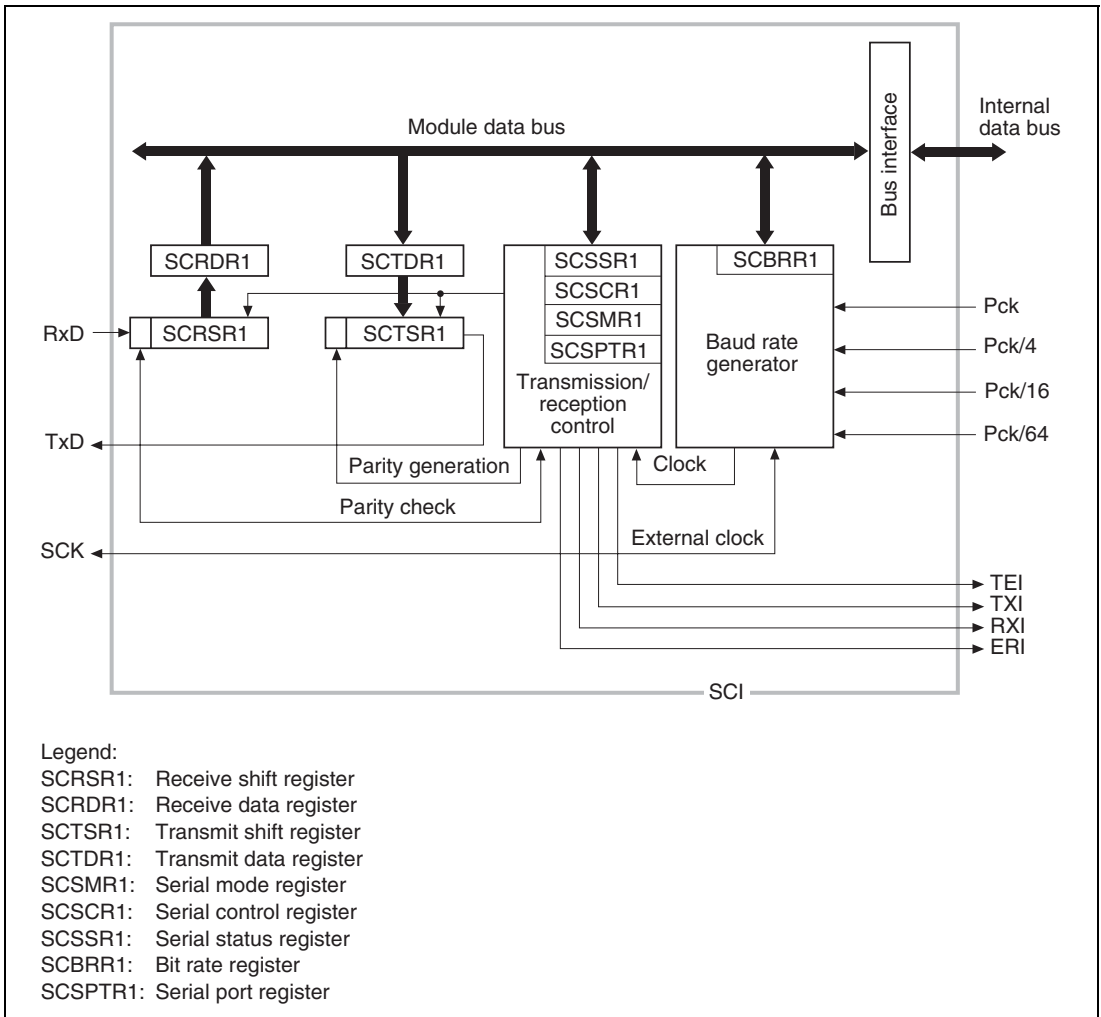 Module data bus
Bus interface
Internal
data bus
SCRDR1
SCTDR1
SCSSR1
SCBRR1
SCSCR1
SCSMR1
SCSPTR1
RxD
SCRSR1
SCTSR1
Transmission/
reception
control
Baud rate
generator
Pck
Pck/4
Pck/16
Pck/64
TxD
Parity generation
Clock
Parity check
SCK
External clock
TEI
TXI
RXI
ERI
SCI
Legend:
SCRSR1: Receive shift register
SCRDR1: Receive data register
SCTSR1: Transmit shift register
SCTDR1: Transmit data register
SCSMR1: Serial mode register
SCSCR1: Serial control register
SCSSR1: Serial status register
SCBRR1: Bit rate register
SCSPTR1: Serial port register